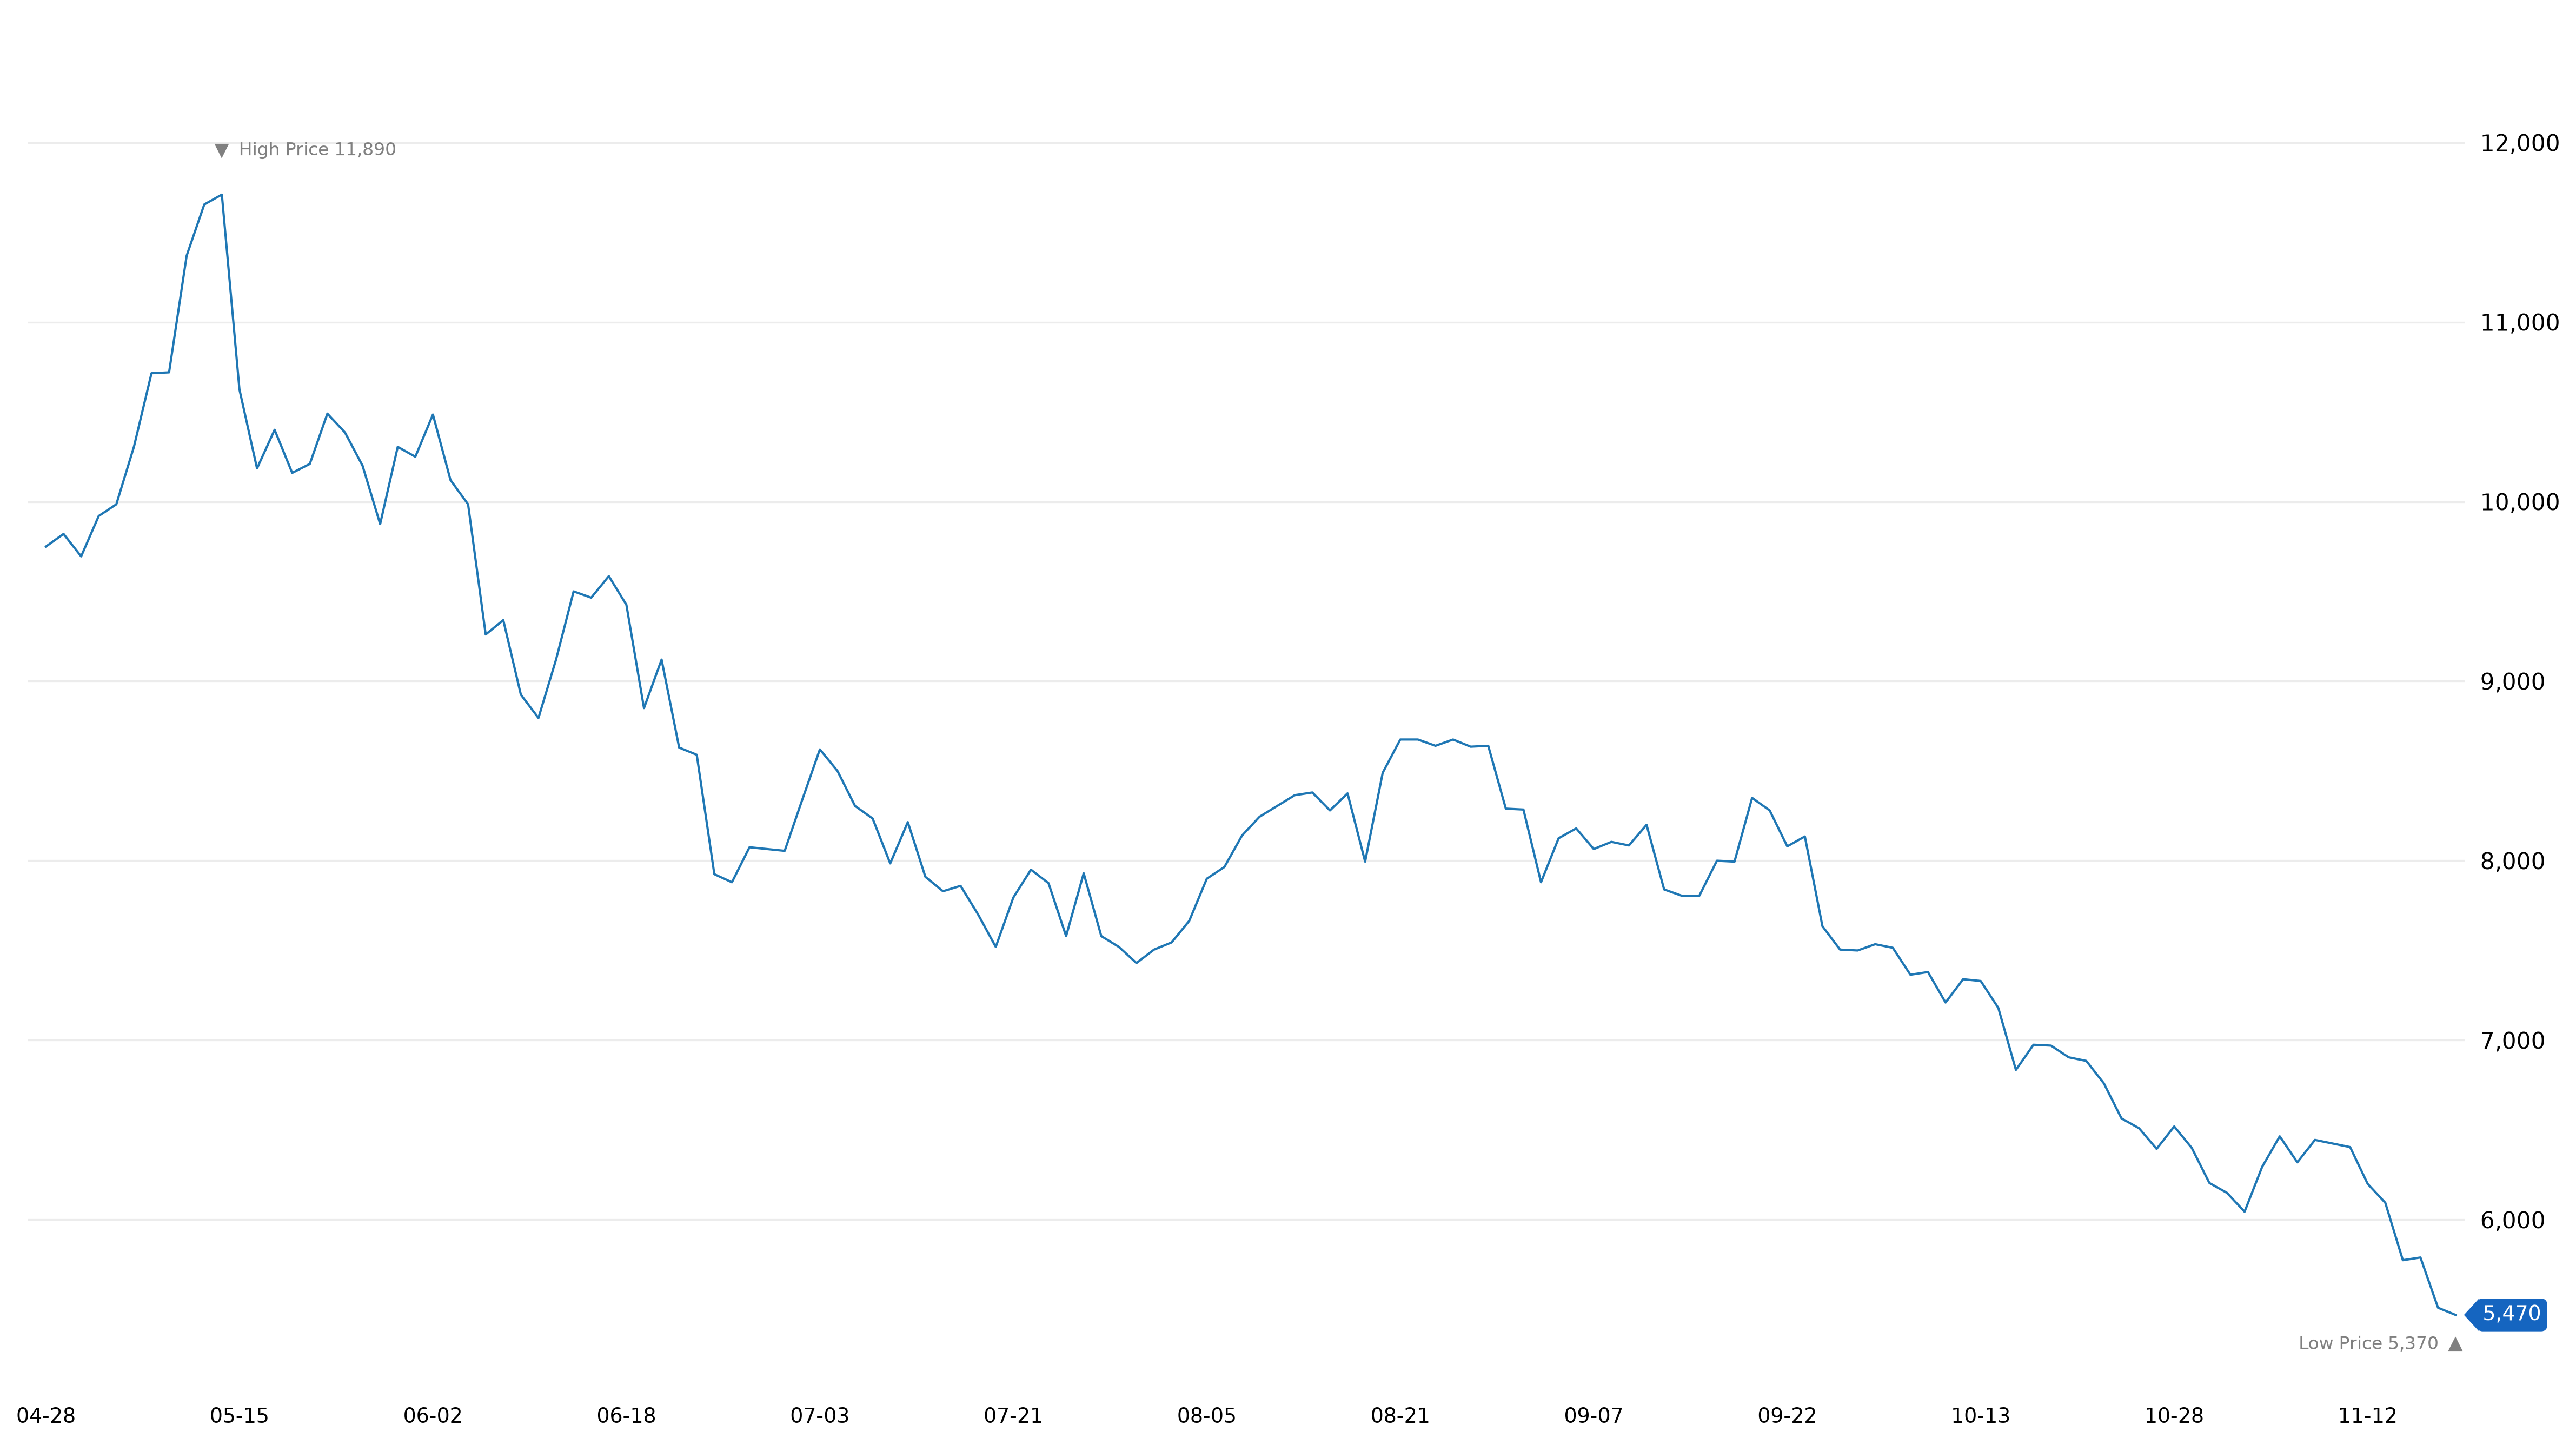 12,000
▼ High Price 11,890
11,000
10,000
9,000
8,000
7,000
6,000
5,470
Low Price 5,370 ▲
04-28 05-15 06-02 06-18 07-03 07-21 08-05 08-21 09-07 09-22 10-13 10-28 11-12